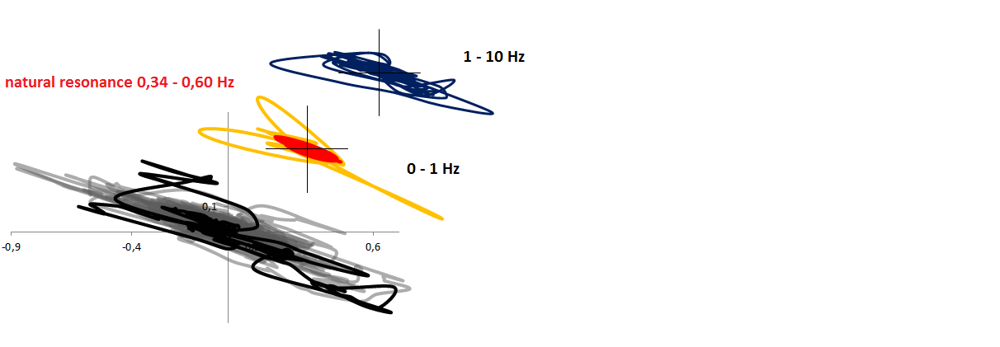 1 - 10 Hz
natural resonance 0,34 - 0,60 Hz
0 - 1 Hz
0,1
-0,9
-0,4
0,6